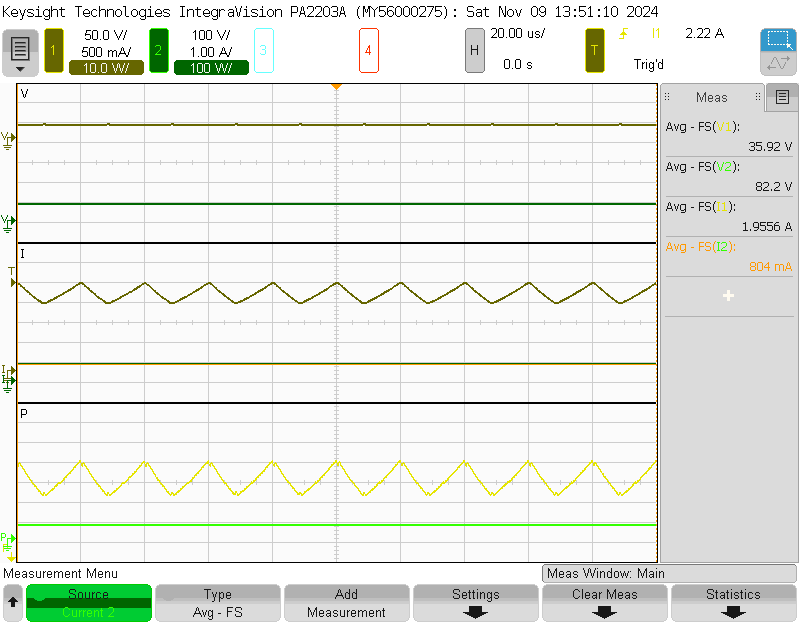 Keysight Technologies IntegraVision PA2203A (MY56000275): Sat Nov 09 13:51:10 2024
1 50.0 V/ 500 mA/ 10.0 W/
2 100 V/ 1.00 A/ 100 W/
3
4
H 20.00 us/ 0.0 s
T I1 2.22 A Trig'd
V
I
P
T
Meas
Avg - FS(V1):
35.92 V
Avg - FS(V2):
82.2 V
Avg - FS(I1):
1.9556 A
Avg - FS(I2):
804 mA
Measurement Menu
Meas Window: Main
Source
Current 2
Type
Avg - FS
Add
Measurement
Settings
Clear Meas
Statistics